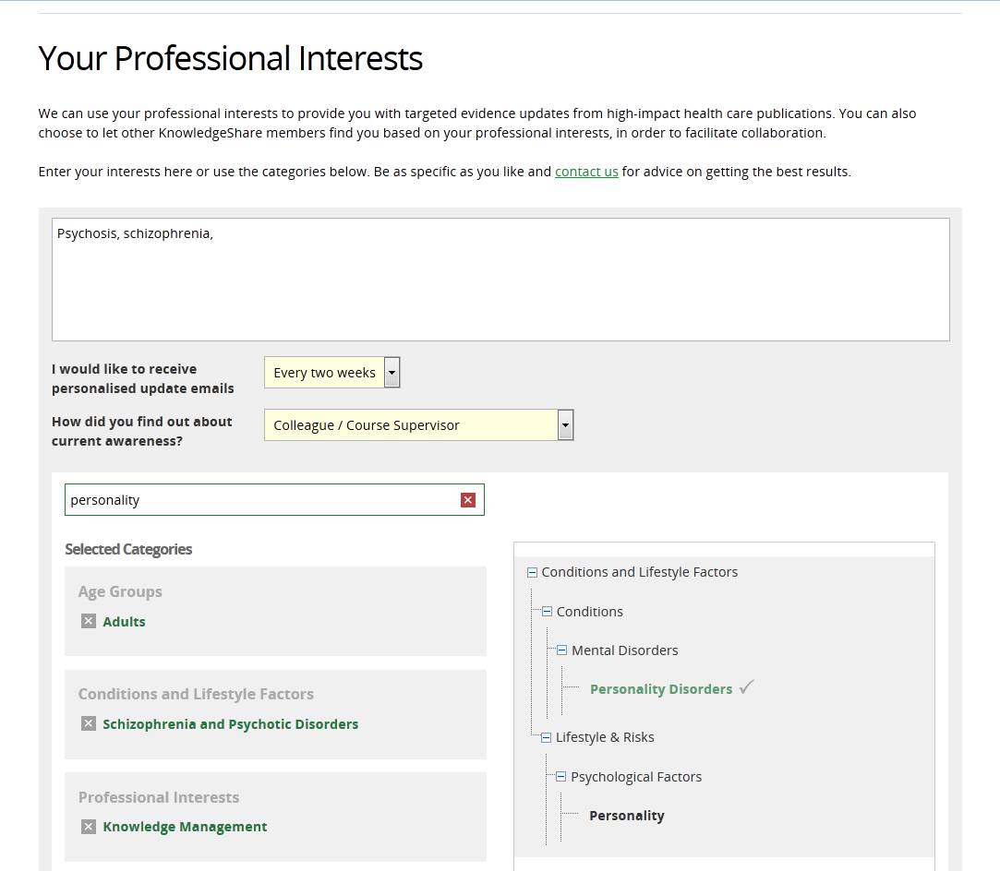 Your Professional Interests
We can use your professional interests to provide you with targeted evidence updates from high-impact health care publications. You can also
choose to let other KnowledgeShare members find you based on your professional interests, in order to facilitate collaboration.
Enter your interests here or use the categories below. Be as specific as you like and contact us for advice on getting the best results.
Psychosis, schizophrenia,
I would like to receive
personalised update emails
Every two weeks
How did you find out about
current awareness?
Colleague / Course Supervisor
personality
Selected Categories
Age Groups
Adults
Conditions and Lifestyle Factors
Schizophrenia and Psychotic Disorders
Professional Interests
Knowledge Management
Conditions and Lifestyle Factors
Conditions
Mental Disorders
Personality Disorders
Lifestyle & Risks
Psychological Factors
Personality